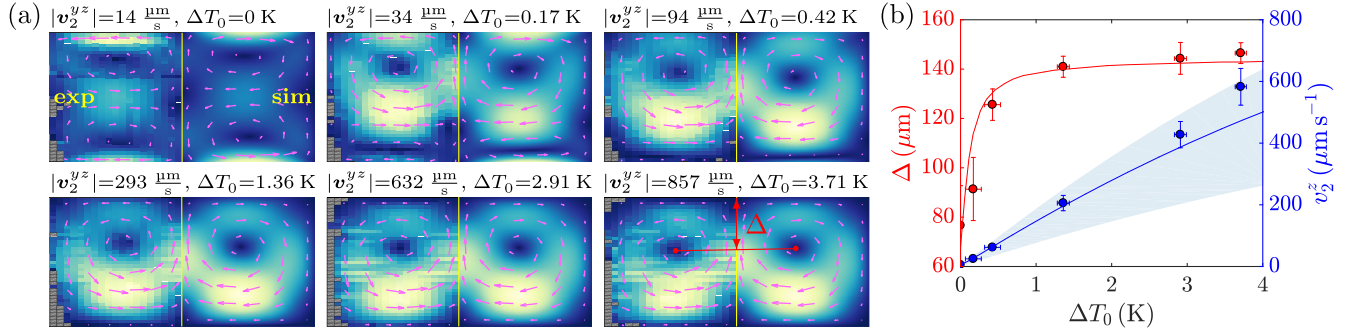 (a)
|v₂^{yz}|=14 μm/s, ΔT₀=0 K
|v₂^{yz}|=34 μm/s, ΔT₀=0.17 K
|v₂^{yz}|=94 μm/s, ΔT₀=0.42 K
exp
sim
|v₂^{yz}|=293 μm/s, ΔT₀=1.36 K
|v₂^{yz}|=632 μm/s, ΔT₀=2.91 K
|v₂^{yz}|=857 μm/s, ΔT₀=3.71 K
Δ
(b)
160
140
120
100
80
60
Δ (μm)
800
600
400
200
0
v₂^z (μm s⁻¹)
0 1 2 3 4
ΔT₀ (K)